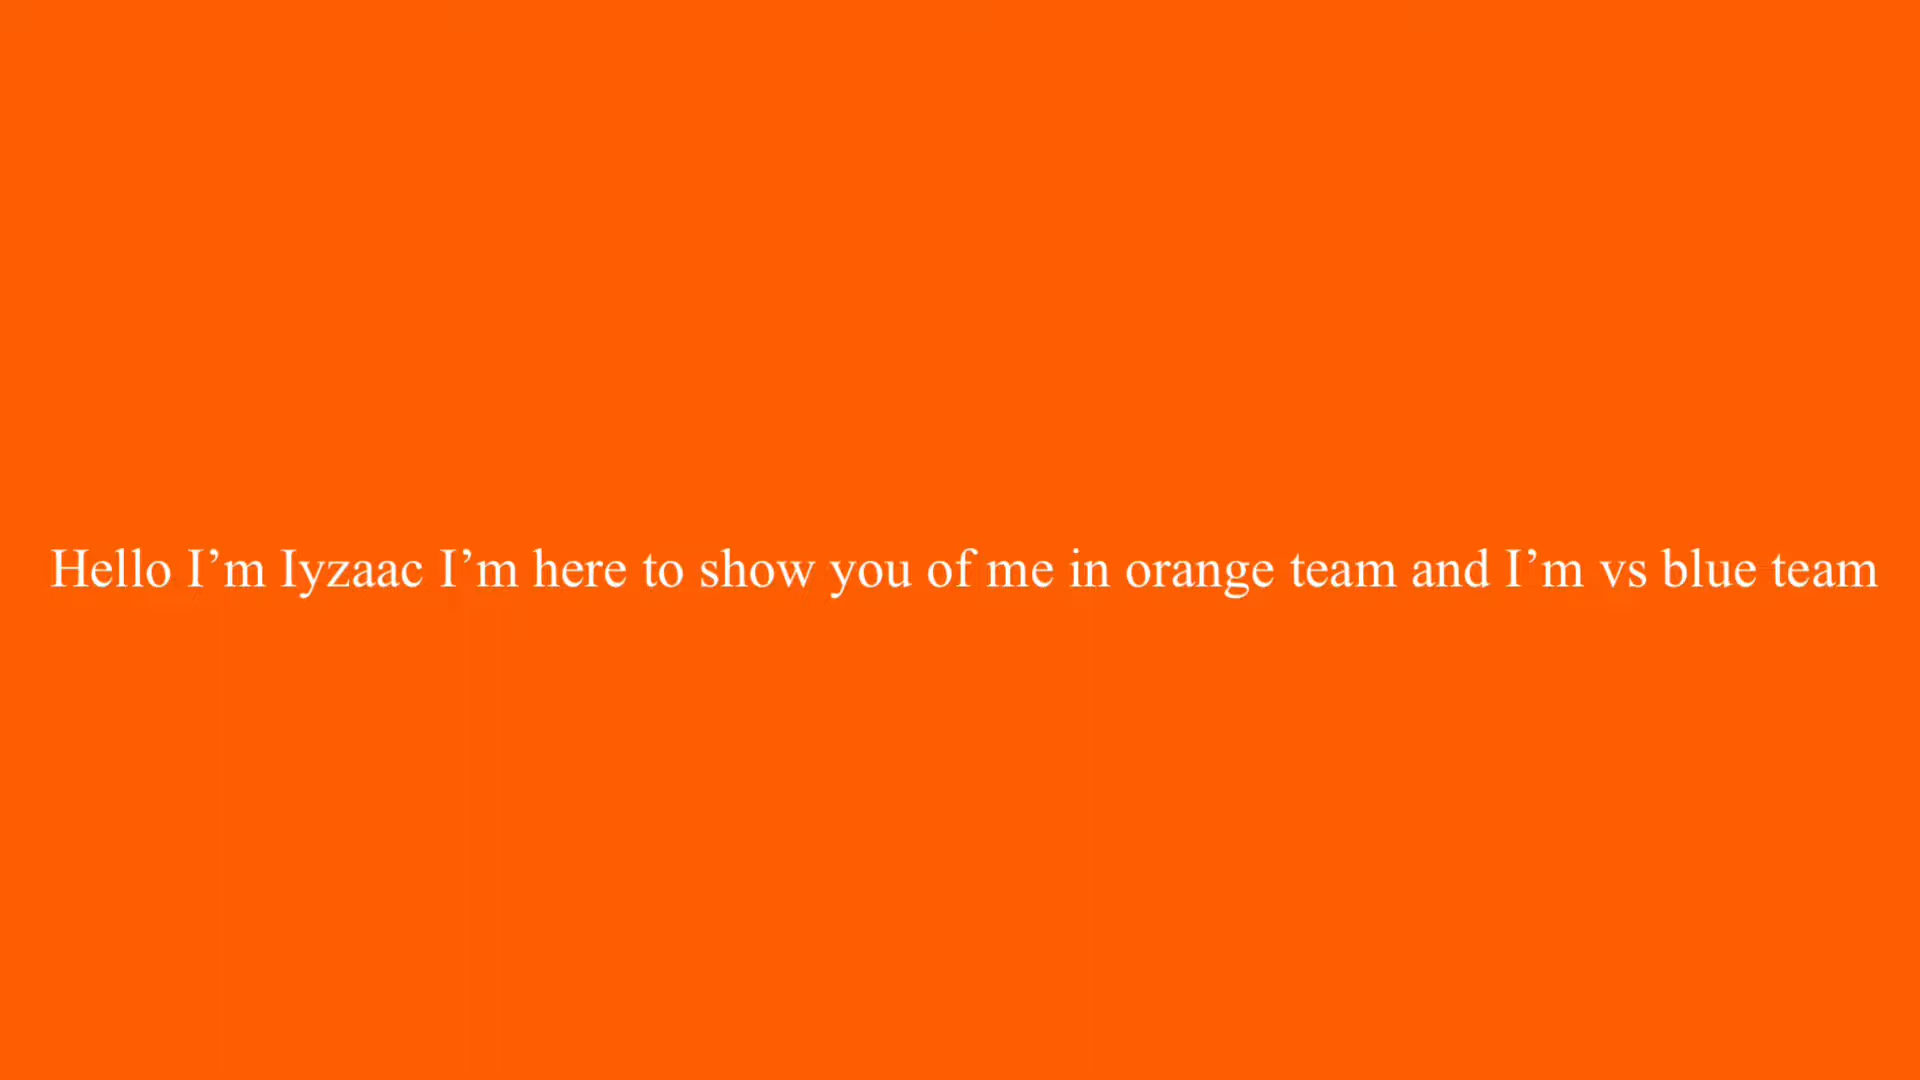 Hello I’m Iyzaac I’m here to show you of me in orange team and I’m vs blue team